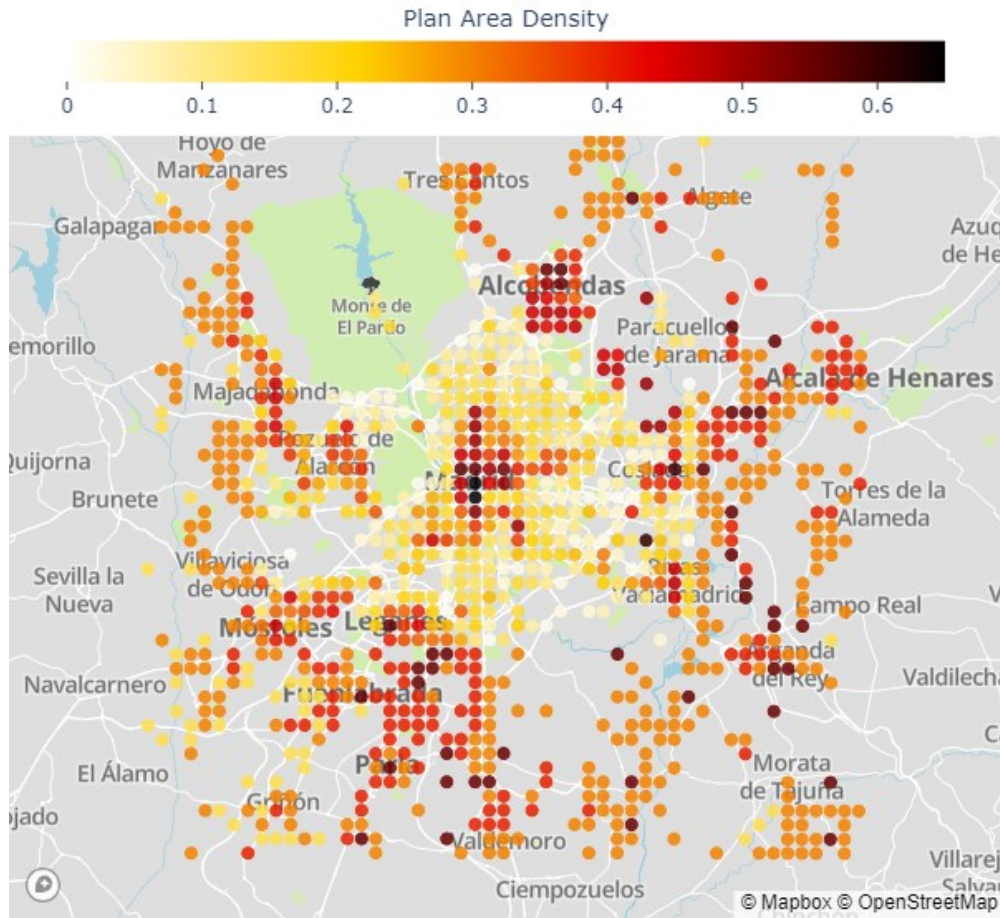 Plan Area Density
0 0.1 0.2 0.3 0.4 0.5 0.6
Hoyo de
Manzanares
Tres Cantos
Algete
Galapagar
Azuq
de He
Alcobendas
Monte de
El Pardo
Paracuellos
de Jarama
emorillo
Alcalá de Henares
Majadahonda
Pozuelo de
Alarcón
Quijorna
Madrid
Coslada
Brunete
Torres de la
Alameda
Villaviciosa
de Odón
Rivas-
Vaciamadrid
Sevilla la
Nueva
Campo Real
Móstoles
Leganés
Arganda
del Rey
Navalcarnero
Fuenlabrada
Valdilecha
Ca
El Álamo
Parla
Morata
de Tajuña
Griñón
ojado
Valdemoro
Villarej
Salva
Ciempozuelos
© Mapbox © OpenStreetMap